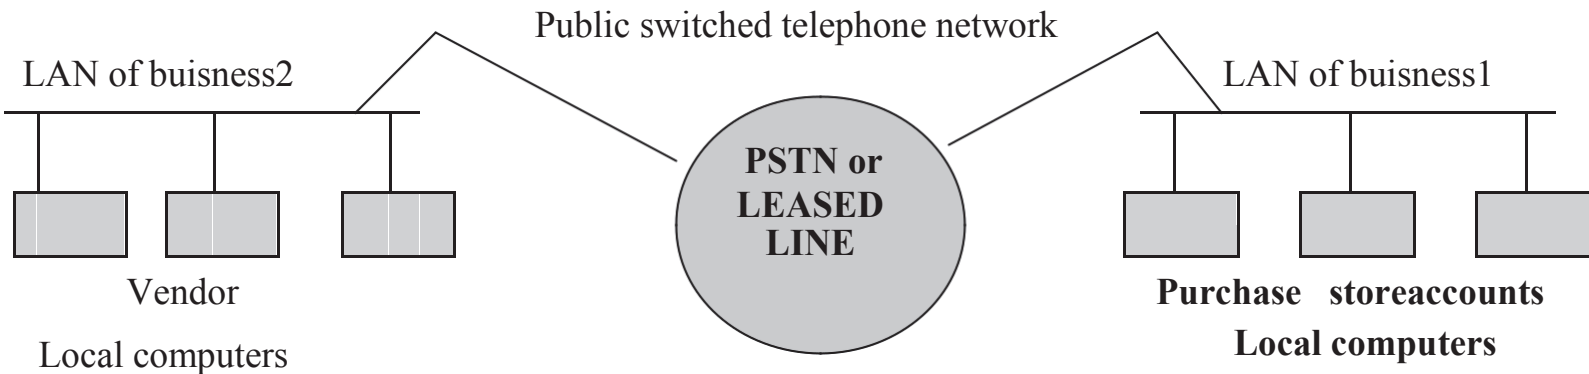 Public switched telephone network
LAN of buisness2
LAN of buisness1
PSTN or
LEASED
LINE
Vendor
Purchase storeaccounts
Local computers
Local computers